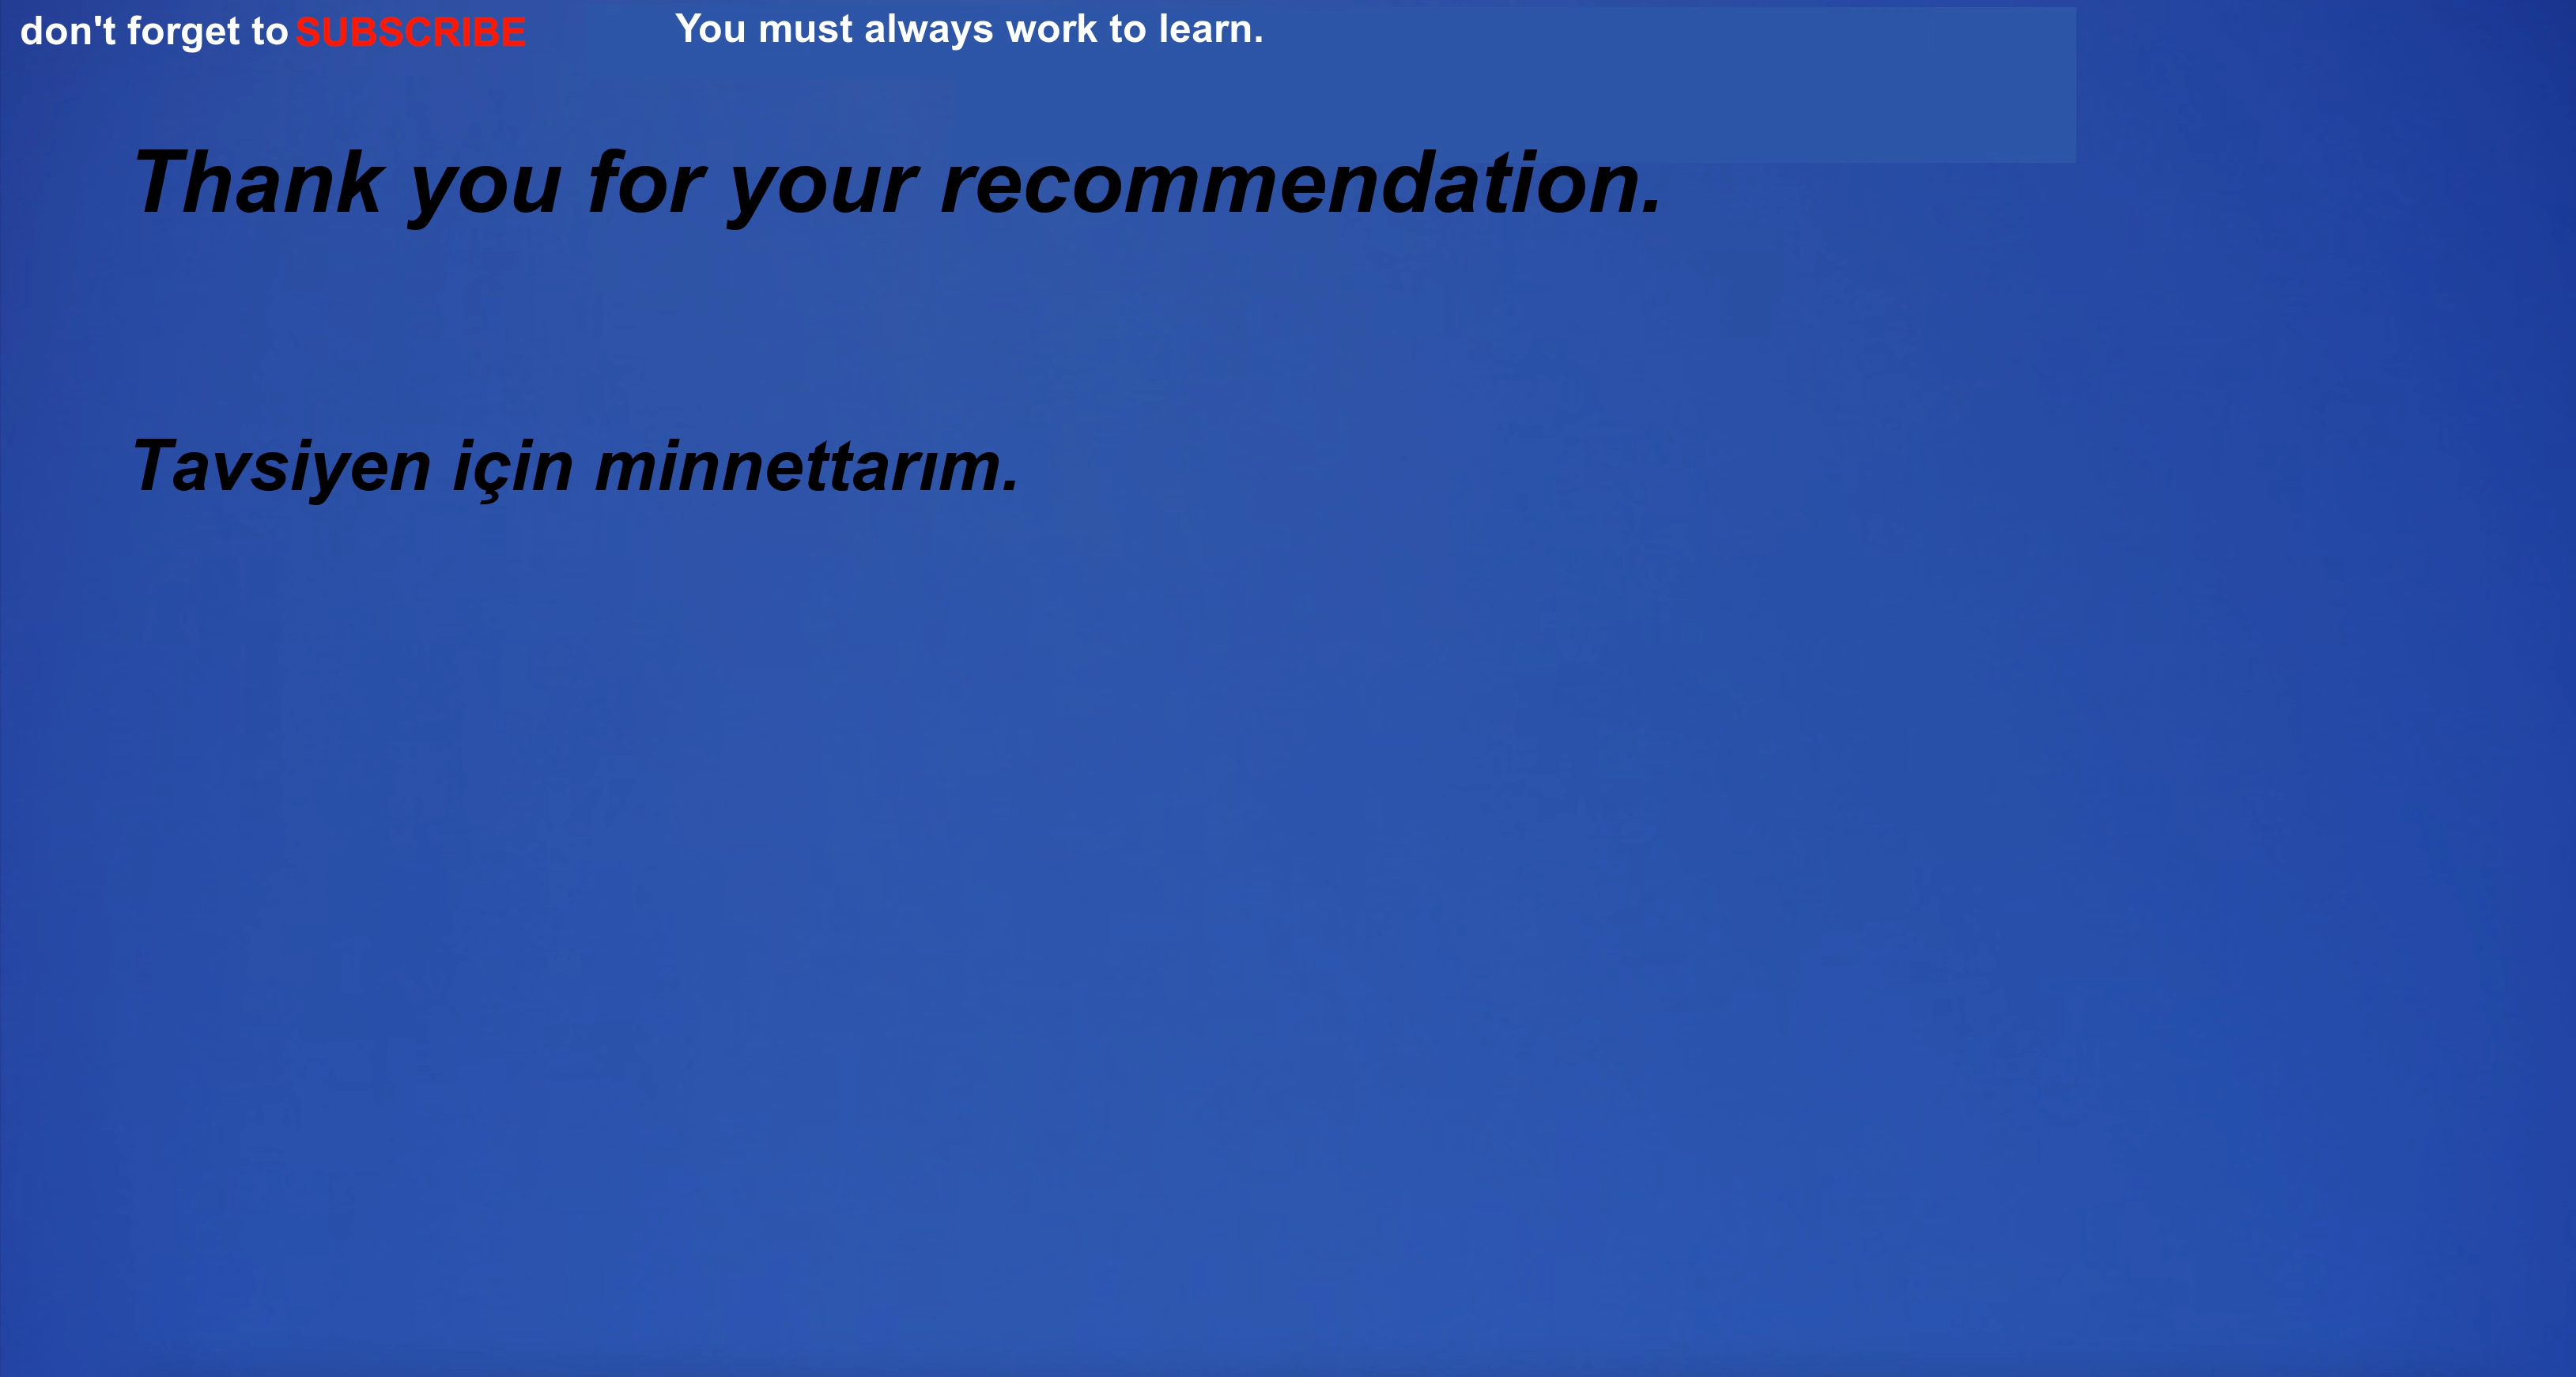 don't forget to SUBSCRIBE
You must always work to learn.
Thank you for your recommendation.
Tavsiyen için minnettarım.